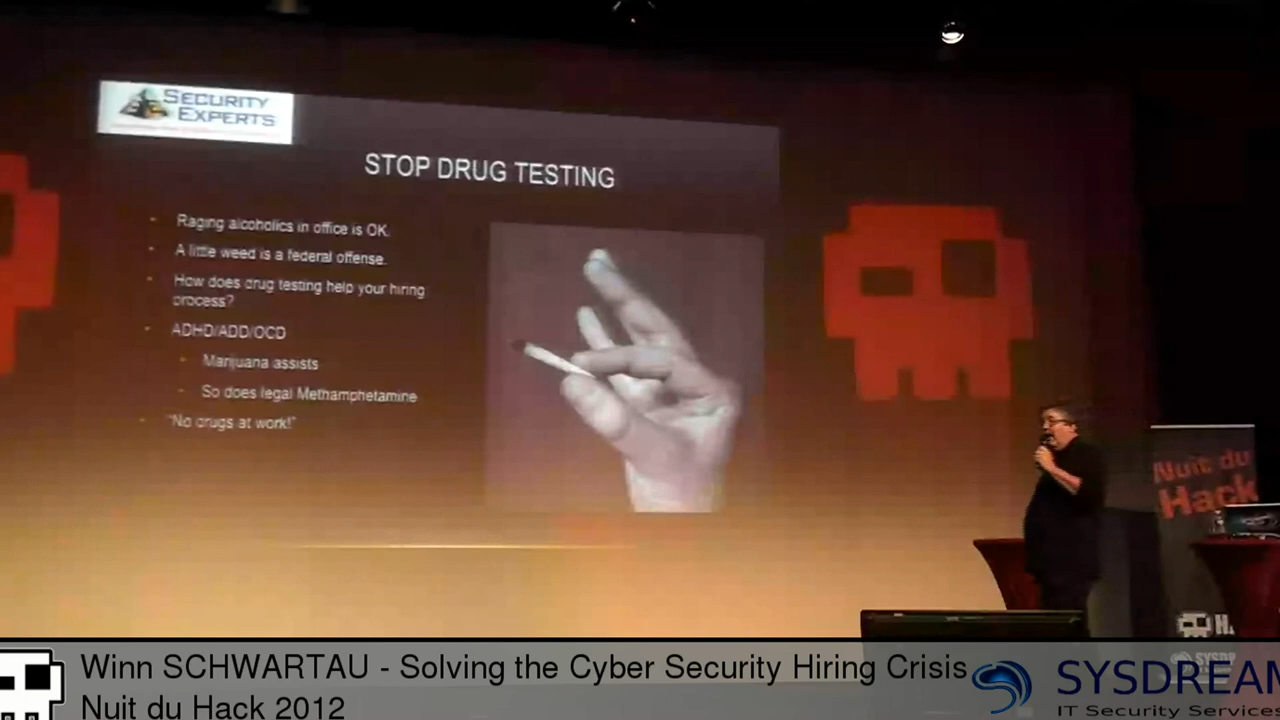 SECURITY
EXPERTS
STOP DRUG TESTING
Raging alcoholics in office is OK.
A little weed is a federal offense.
How does drug testing help your hiring
process?
ADHD/ADD/OCD
Marijuana assists
So does legal Methamphetamine
"No drugs at work!"
Nuit du
Hack
Winn SCHWARTAU - Solving the Cyber Security Hiring Crisis
Nuit du Hack 2012
SYSDREAM
IT Security Services